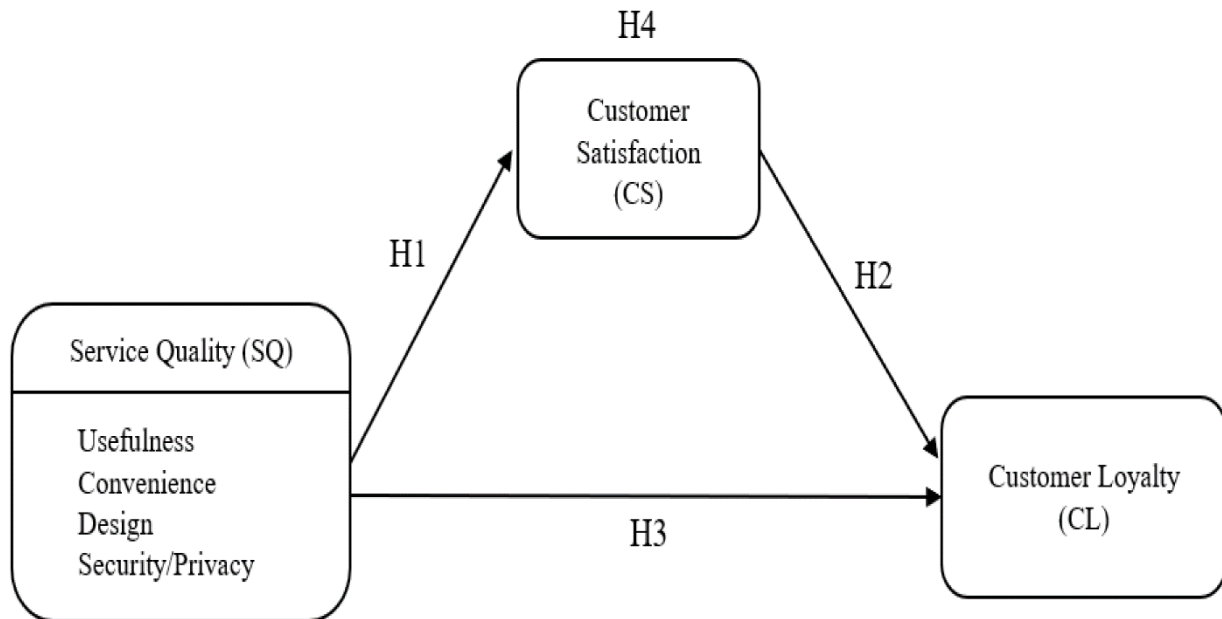 H4
Customer
Satisfaction
(CS)
H1
H2
Service Quality (SQ)
Usefulness
Convenience
Design
Security/Privacy
H3
Customer Loyalty
(CL)